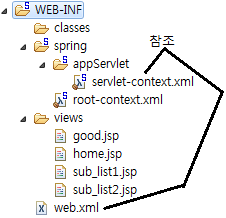 WEB-INF
classes
spring
appServlet
참조
servlet-context.xml
root-context.xml
views
good.jsp
home.jsp
sub_list1.jsp
sub_list2.jsp
web.xml